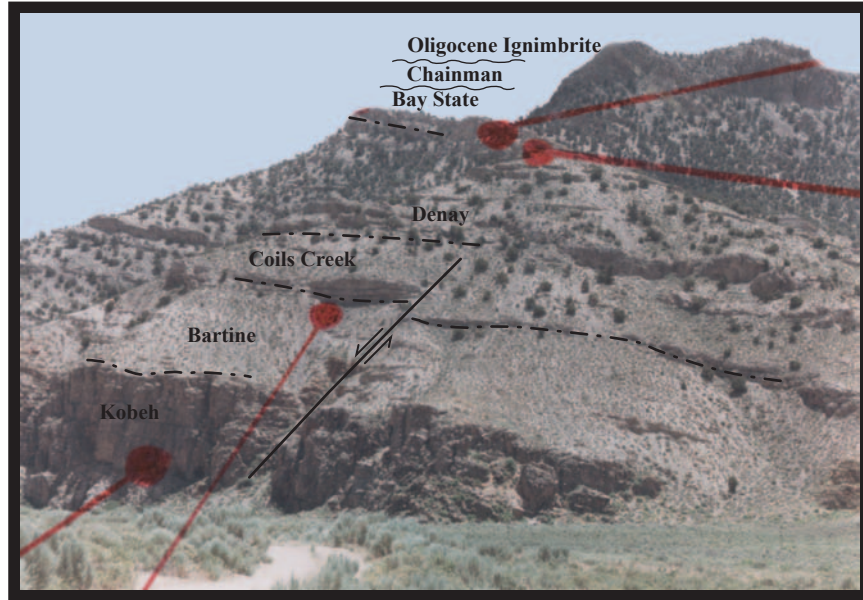 Oligocene Ignimbrite
Chainman
Bay State
Denay
Coils Creek
Bartine
Kobeh